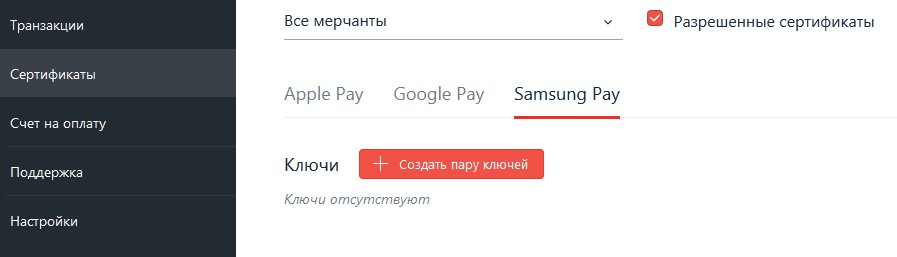 Транзакции
Сертификаты
Счет на оплату
Поддержка
Настройки
Все мерчанты
Разрешенные сертификаты
Apple Pay Google Pay Samsung Pay
Ключи Создать пару ключей
Ключи отсутствуют